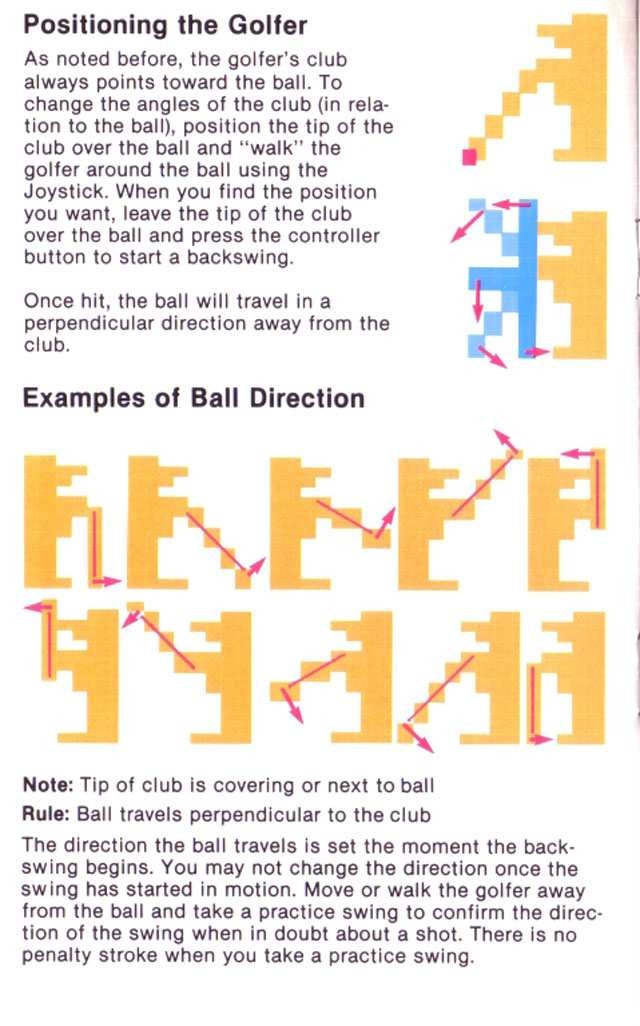 Positioning the Golfer
As noted before, the golfer's club
always points toward the ball. To
change the angles of the club (in rela-
tion to the ball), position the tip of the
club over the ball and "walk" the
golfer around the ball using the
Joystick. When you find the position
you want, leave the tip of the club
over the ball and press the controller
button to start a backswing.
Once hit, the ball will travel in a
perpendicular direction away from the
club.
Examples of Ball Direction
Note: Tip of club is covering or next to ball
Rule: Ball travels perpendicular to the club
The direction the ball travels is set the moment the back-
swing begins. You may not change the direction once the
swing has started in motion. Move or walk the golfer away
from the ball and take a practice swing to confirm the direc-
tion of the swing when in doubt about a shot. There is no
penalty stroke when you take a practice swing.